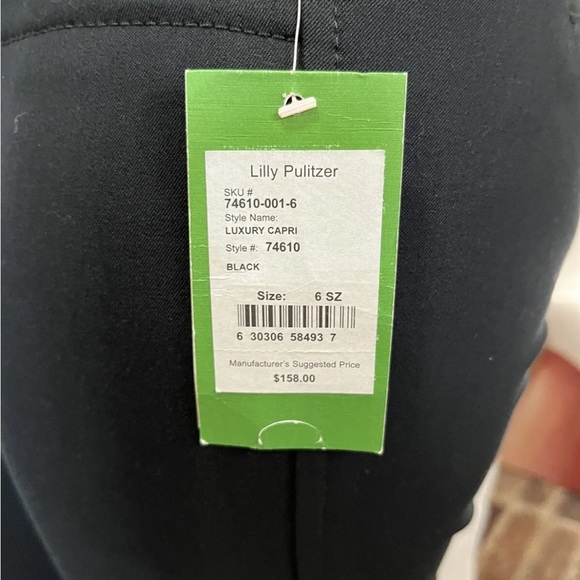 Lilly Pulitzer
SKU #
74610-001-6
Style Name:
LUXURY CAPRI
Style #: 74610
BLACK
Size: 6 SZ
6 30306 58493 7
Manufacturer's Suggested Price
$158.00